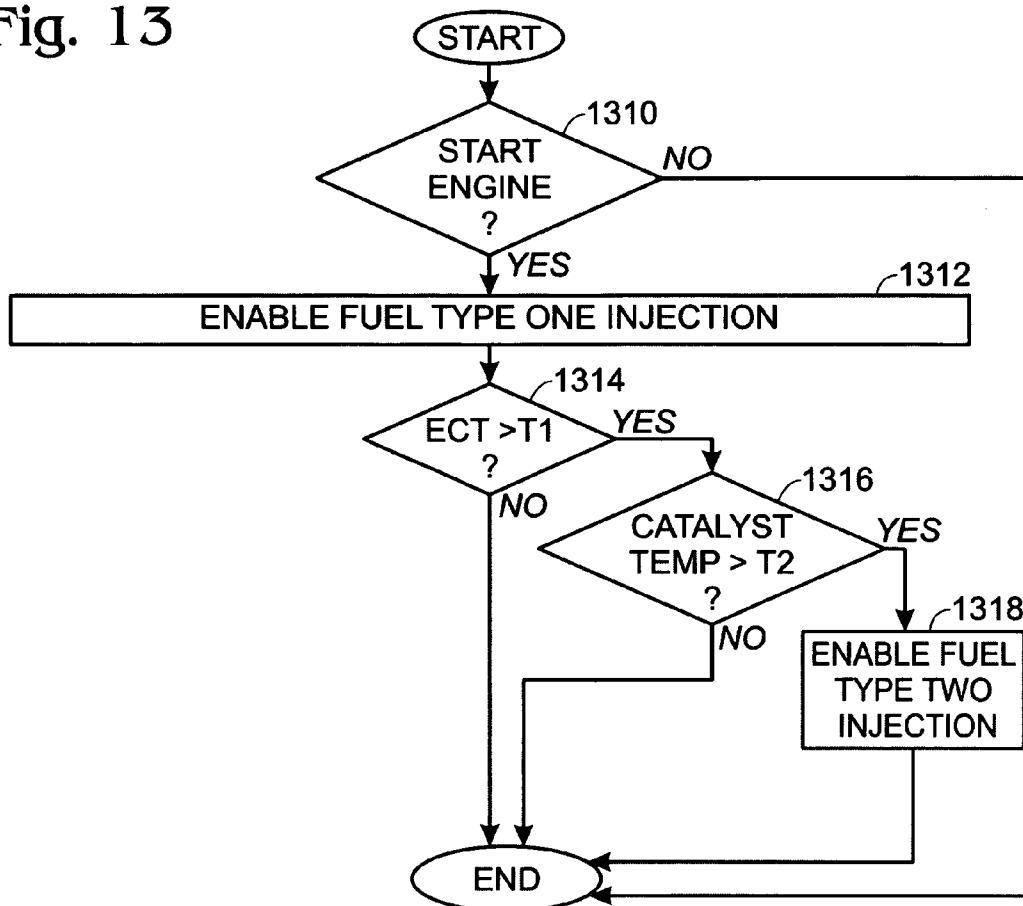 Fig. 13
START
1310
START
ENGINE
?
NO
YES
1312
ENABLE FUEL TYPE ONE INJECTION
1314
ECT >T1
?
YES
NO
1316
CATALYST
TEMP > T2
?
YES
NO
1318
ENABLE FUEL
TYPE TWO
INJECTION
END